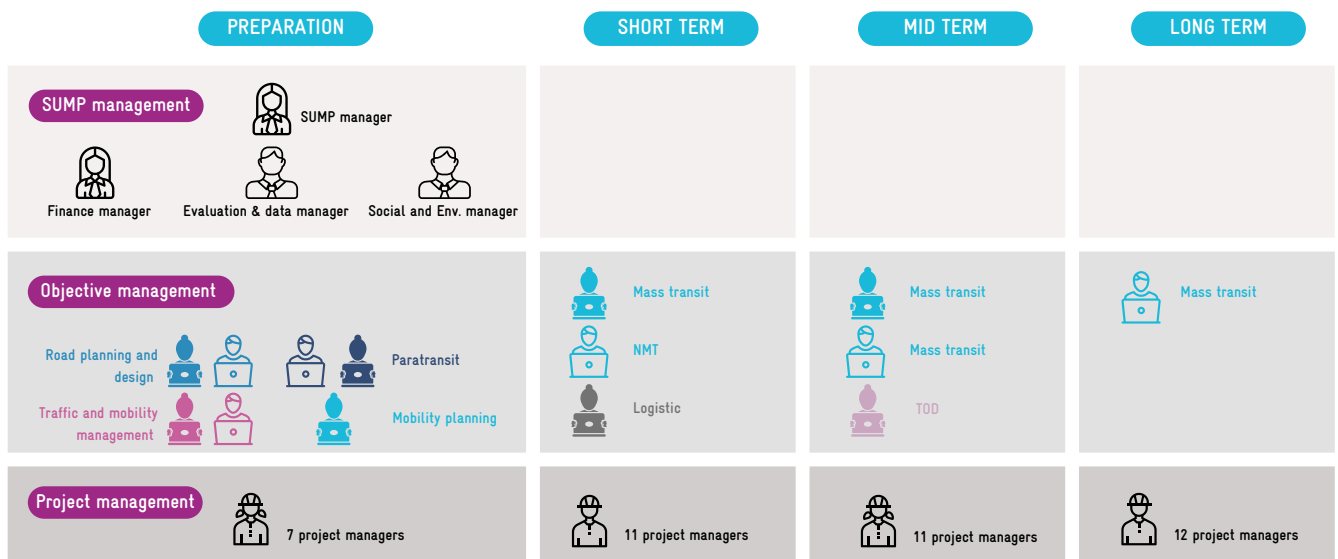 PREPARATION
SHORT TERM
MID TERM
LONG TERM
SUMP management
SUMP manager
Finance manager
Evaluation & data manager
Social and Env. manager
Objective management
Road planning and
design
Paratransit
Traffic and mobility
management
Mobility planning
Mass transit
NMT
Logistic
Mass transit
Mass transit
TOD
Mass transit
Project management
7 project managers
11 project managers
11 project managers
12 project managers